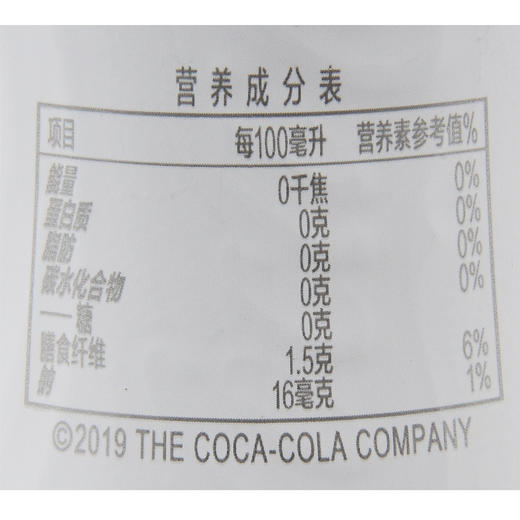 营养成分表
项目 每100毫升 营养素参考值%
能量 0千焦 0%
蛋白质 0克 0%
脂肪 0克 0%
碳水化合物 0克 0%
——糖 0克
膳食纤维 1.5克 6%
钠 16毫克 1%
©2019 THE COCA-COLA COMPANY